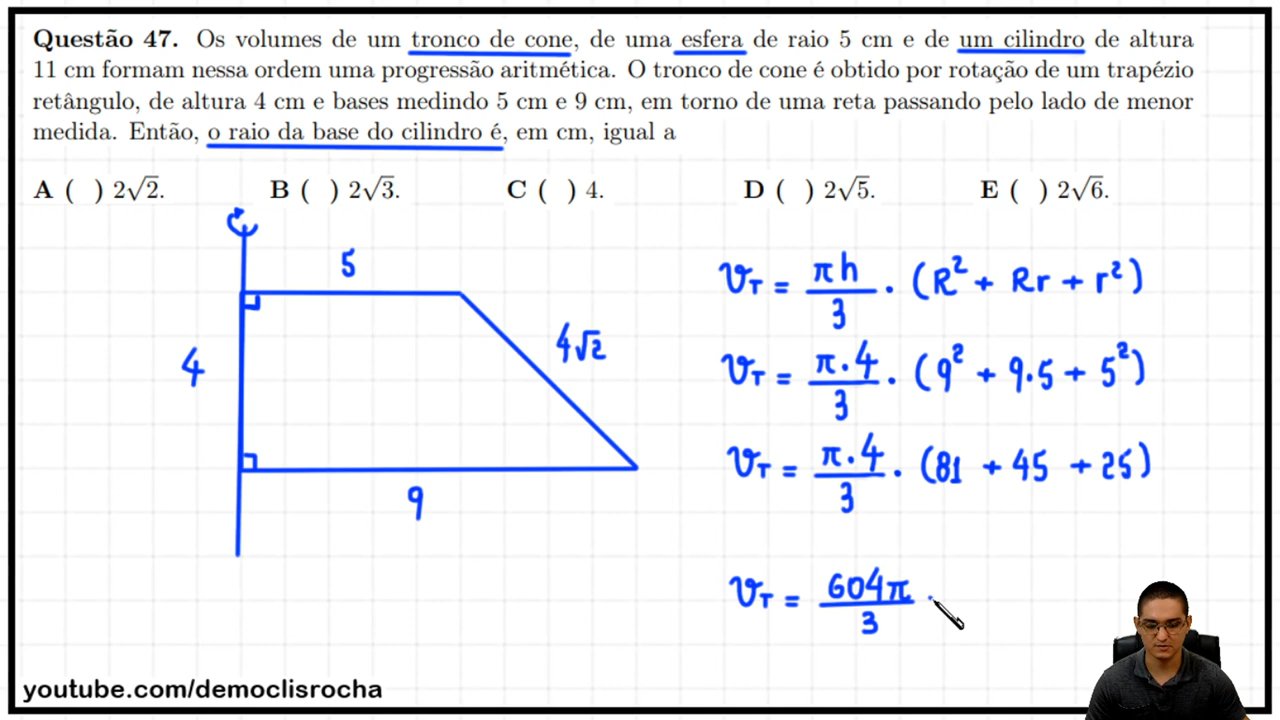 Questão 47. Os volumes de um tronco de cone, de uma esfera de raio 5 cm e de um cilindro de altura
11 cm formam nessa ordem uma progressão aritmética. O tronco de cone é obtido por rotação de um trapézio
retângulo, de altura 4 cm e bases medindo 5 cm e 9 cm, em torno de uma reta passando pelo lado de menor
medida. Então, o raio da base do cilindro é, em cm, igual a
A ( ) 2√2. B ( ) 2√3. C ( ) 4. D ( ) 2√5. E ( ) 2√6.
5
4
4√2
9
V_T = πh/3 · (R² + Rr + r²)
V_T = π·4/3 · (9² + 9·5 + 5²)
V_T = π·4/3 · (81 + 45 + 25)
V_T = 604π/3
youtube.com/democlisrocha